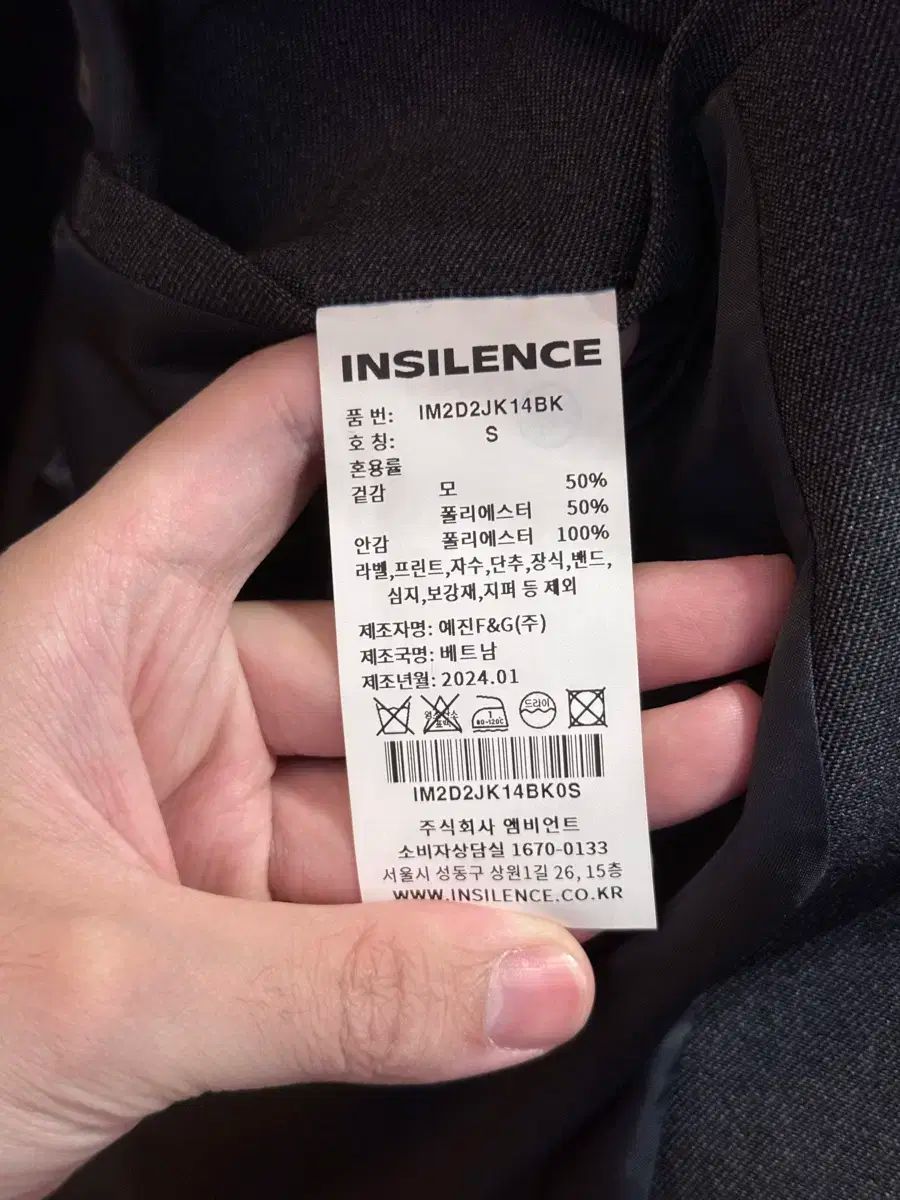 INSILENCE
품 번: IM2D2JK14BK
호 칭: S
혼용률
겉감 모 50%
폴리에스터 50%
안감 폴리에스터 100%
라벨,프린트,자수,단추,장식,밴드,
심지,보강재,지퍼 등 제외
제조자명: 예진F&G(주)
제조국명: 베트남
제조년월: 2024.01
80-120℃ 드라이
IM2D2JK14BK0S
주식회사 앰비언트
소비자상담실 1670-0133
서울시 성동구 상원1길 26, 15층
WWW.INSILENCE.CO.KR